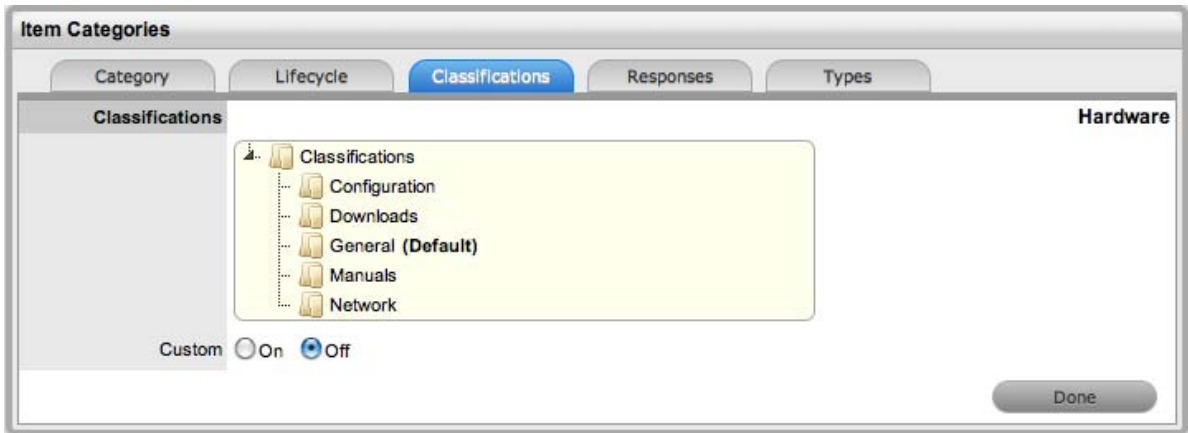 Item Categories
Category Lifecycle Classifications Responses Types
Classifications Hardware
Classifications
Configuration
Downloads
General (Default)
Manuals
Network
Custom On Off
Done